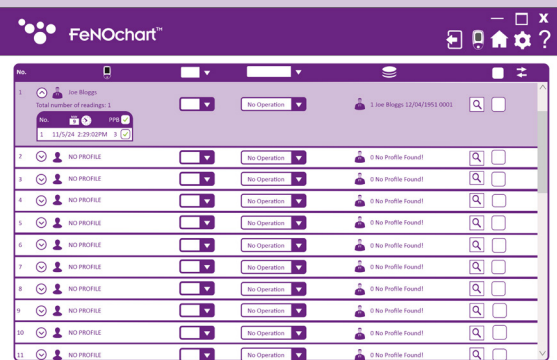 FeNOchart™
?
No.
1 Joe Bloggs No Operation 1 Joe Bloggs 12/04/1951 0001
Total number of readings: 1
No. PPB
1 11/5/24 2:29:02PM 3
2 NO PROFILE No Operation 0 No Profile Found!
3 NO PROFILE No Operation 0 No Profile Found!
4 NO PROFILE No Operation 0 No Profile Found!
5 NO PROFILE No Operation 0 No Profile Found!
6 NO PROFILE No Operation 0 No Profile Found!
7 NO PROFILE No Operation 0 No Profile Found!
8 NO PROFILE No Operation 0 No Profile Found!
9 NO PROFILE No Operation 0 No Profile Found!
10 NO PROFILE No Operation 0 No Profile Found!
11 NO PROFILE No Operation 0 No Profile Found!